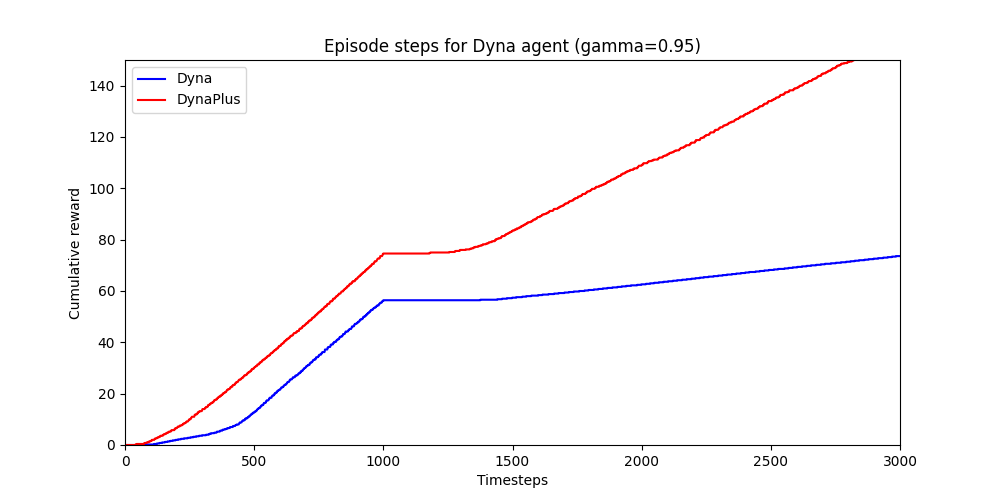 Episode steps for Dyna agent (gamma=0.95)
Dyna
DynaPlus
Cumulative reward
140
120
100
80
60
40
20
0
0 500 1000 1500 2000 2500 3000
Timesteps